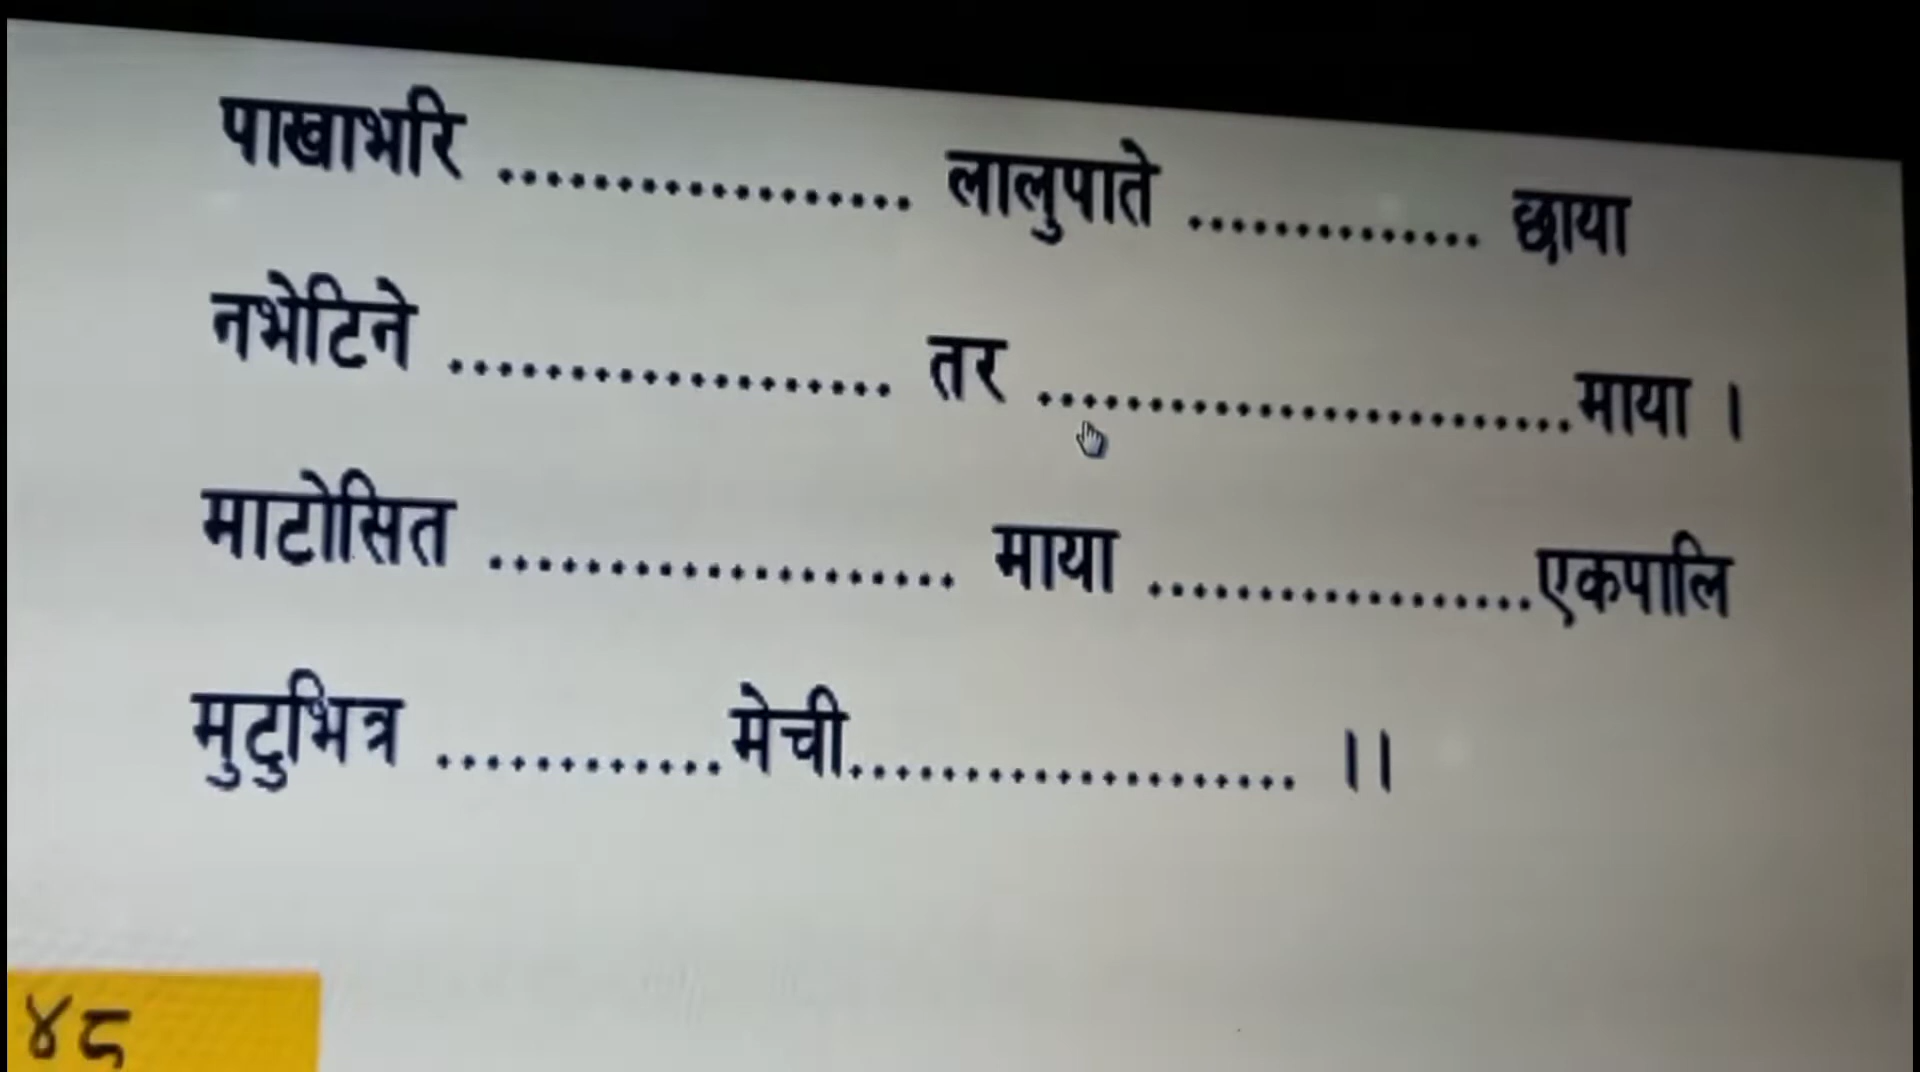 पाखाभरि .................. लालुपाते .............. छाया
नभेटिने .................... तर .........................माया ।
माटोसित .................... माया .................एकपालि
मुटुभित्र .............मेची.................... ।।
४८